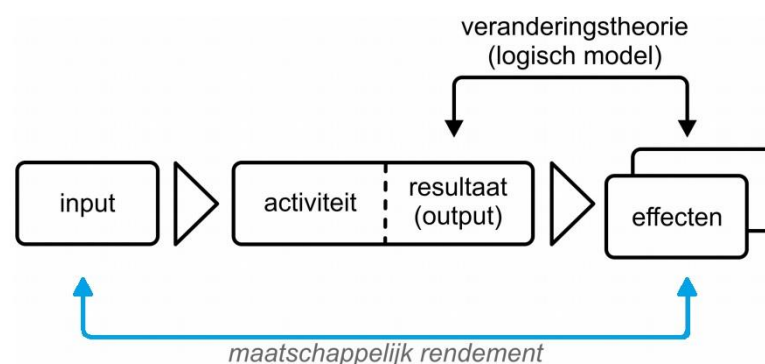 veranderingstheorie
(logisch model)
input
activiteit
resultaat
(output)
effecten
maatschappelijk rendement